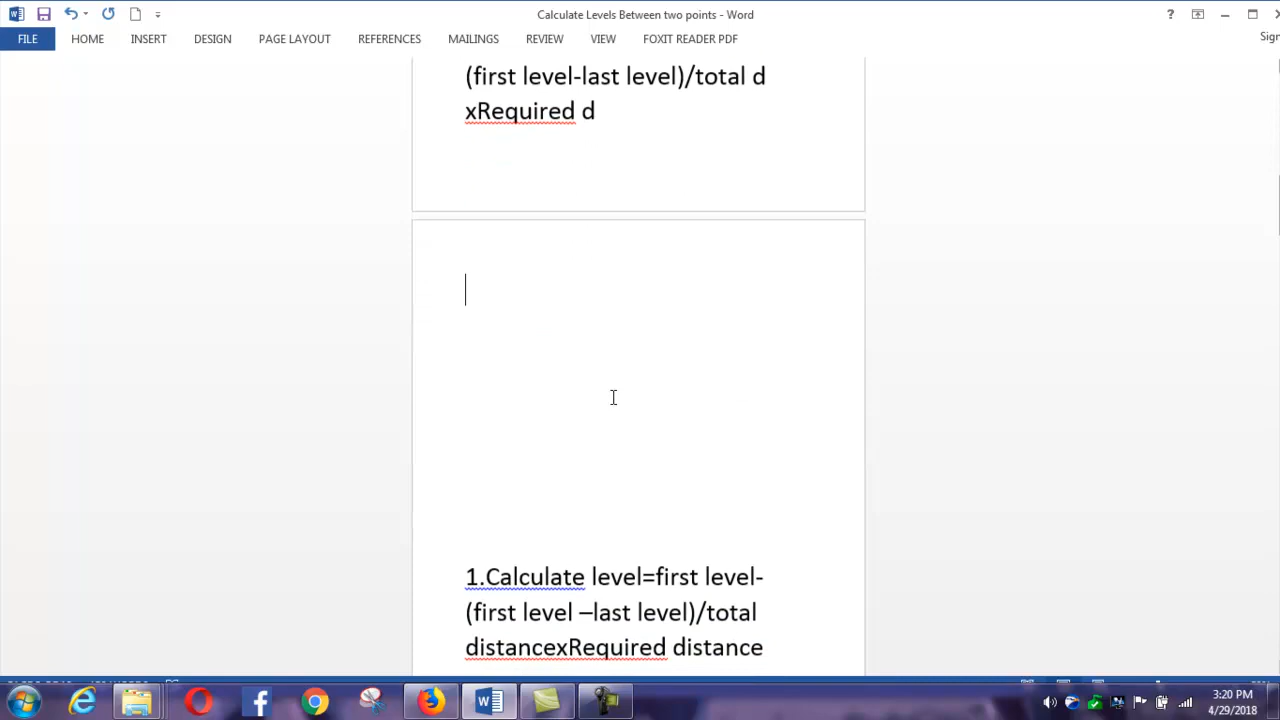 Calculate Levels Between two points - Word
FILE HOME INSERT DESIGN PAGE LAYOUT REFERENCES MAILINGS REVIEW VIEW FOXIT READER PDF Sign
(first level-last level)/total d
xRequired d
1.Calculate level=first level-
(first level –last level)/total
distancexRequired distance
3:20 PM
4/29/2018